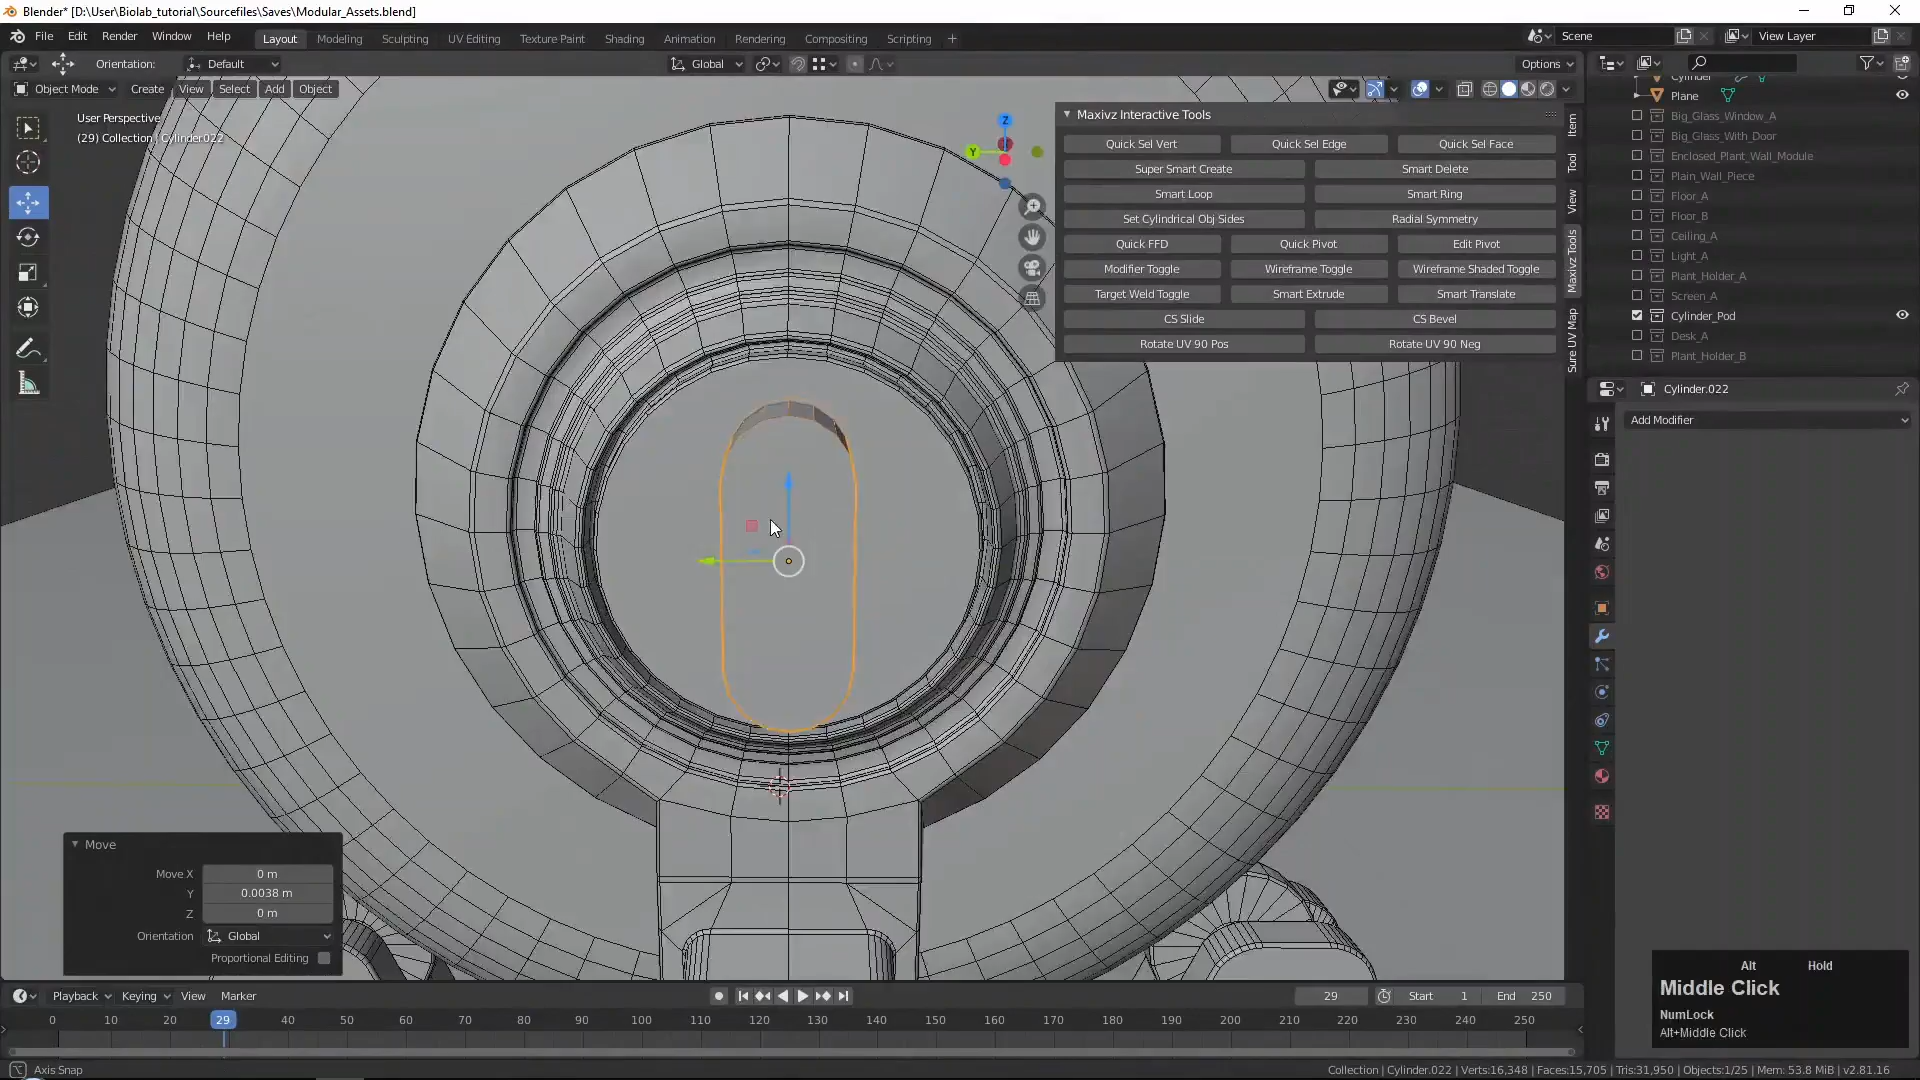 Blender* [D:\User\Biolab_tutorial\Sourcefiles\Saves\Modular_Assets.blend]
File Edit Render Window Help Layout Modeling Sculpting UV Editing Texture Paint Shading Animation Rendering Compositing Scripting + Scene View Layer
Orientation: Default Global Options
Object Mode Create View Select Add Object
User Perspective
(29) Collection | Cylinder.022
Z
Y
Maxivz Interactive Tools
Quick Sel Vert Quick Sel Edge Quick Sel Face
Super Smart Create Smart Delete
Smart Loop Smart Ring
Set Cylindrical Obj Sides Radial Symmetry
Quick FFD Quick Pivot Edit Pivot
Modifier Toggle Wireframe Toggle Wireframe Shaded Toggle
Target Weld Toggle Smart Extrude Smart Translate
CS Slide CS Bevel
Rotate UV 90 Pos Rotate UV 90 Neg
Item
Tool
View
Maxivz Tools
Sure UV Map
Cylinder
Plane
Big_Glass_Window_A
Big_Glass_With_Door
Enclosed_Plant_Wall_Module
Plain_Wall_Piece
Floor_A
Floor_B
Ceiling_A
Light_A
Plant_Holder_A
Screen_A
Cylinder_Pod
Desk_A
Plant_Holder_B
Cylinder.022
Add Modifier
Move
Move X 0 m
Y 0.0038 m
Z 0 m
Orientation Global
Proportional Editing
Alt Hold
Middle Click
NumLock
Alt+Middle Click
Playback Keying View Marker 29 Start 1 End 250
0 10 20 29 40 50 60 70 80 90 100 110 120 130 140 150 160 170 180 190 200 210 220 230 240 250
Axis Snap
Collection | Cylinder.022 | Verts:16,348 | Faces:15,705 | Tris:31,950 | Objects:1/25 | Mem: 53.8 MiB | v2.81.16